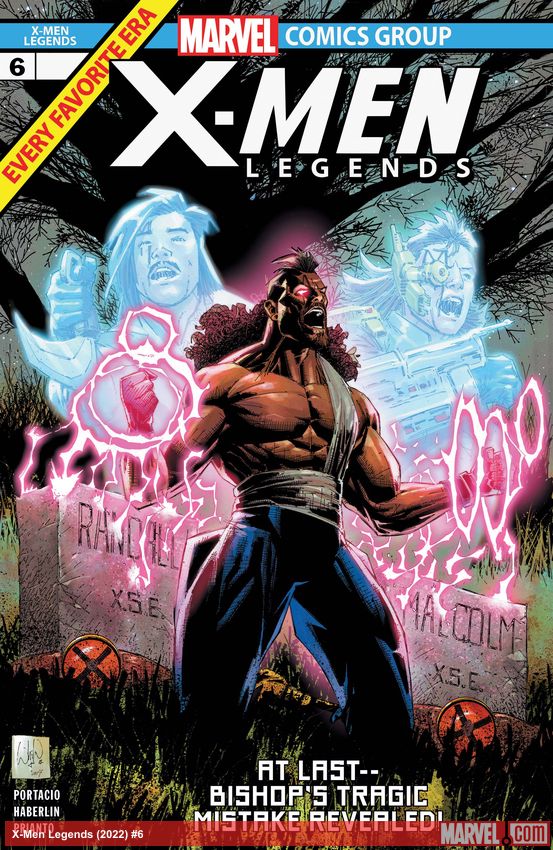 X-MEN
LEGENDS
6
EVERY FAVORITE ERA
MARVEL COMICS GROUP
X-MEN
LEGENDS
RANDALL
X.S.E.
MALCOLM
X.S.E.
AT LAST--
BISHOP'S TRAGIC
MISTAKE REVEALED!
PORTACIO
HABERLIN
PRIANTO
X-Men Legends (2022) #6
MARVEL.com